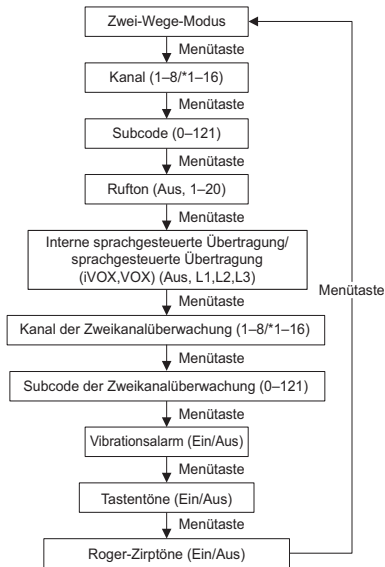 Zwei-Wege-Modus
Menütaste
Kanal (1–8/*1–16)
Menütaste
Subcode (0–121)
Menütaste
Rufton (Aus, 1–20)
Menütaste
Interne sprachgesteuerte Übertragung/
sprachgesteuerte Übertragung
(iVOX,VOX) (Aus, L1,L2,L3)
Menütaste
Menütaste
Kanal der Zweikanalüberwachung (1–8/*1–16)
Menütaste
Subcode der Zweikanalüberwachung (0–121)
Menütaste
Vibrationsalarm (Ein/Aus)
Menütaste
Tastentöne (Ein/Aus)
Menütaste
Roger-Zirptöne (Ein/Aus)